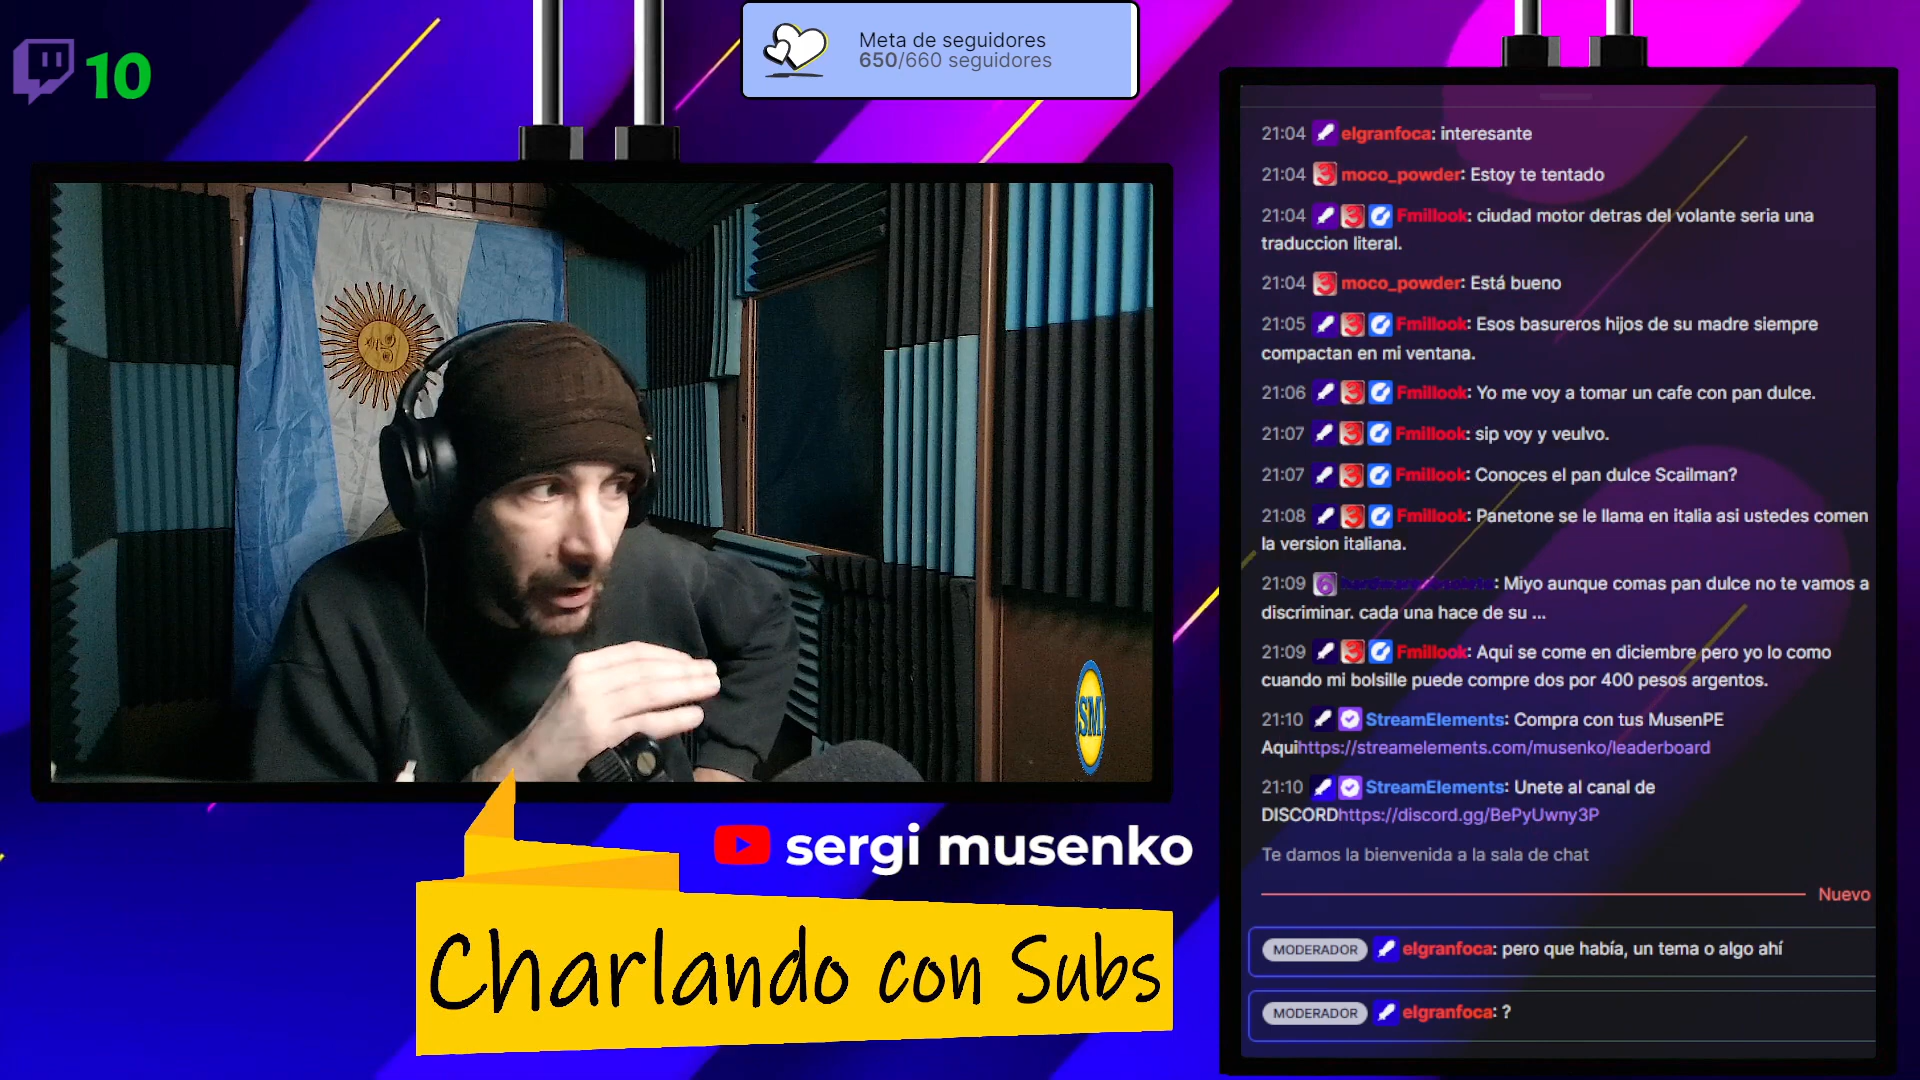 10
Meta de seguidores
650/660 seguidores
21:04 elgranfoca: interesante
21:04 moco_powder: Estoy te tentado
21:04 Fmillook: ciudad motor detras del volante seria una
traduccion literal.
21:04 moco_powder: Está bueno
21:05 Fmillook: Esos basureros hijos de su madre siempre
compactan en mi ventana.
21:06 Fmillook: Yo me voy a tomar un cafe con pan dulce.
21:07 Fmillook: sip voy y veulvo.
21:07 Fmillook: Conoces el pan dulce Scailman?
21:08 Fmillook: Panetone se le llama en italia asi ustedes comen
la version italiana.
21:09 : Miyo aunque comas pan dulce no te vamos a
discriminar. cada una hace de su ...
21:09 Fmillook: Aqui se come en diciembre pero yo lo como
cuando mi bolsille puede compre dos por 400 pesos argentos.
21:10 StreamElements: Compra con tus MusenPE
Aquihttps://streamelements.com/musenko/leaderboard
21:10 StreamElements: Unete al canal de
DISCORDhttps://discord.gg/BePyUwny3P
Te damos la bienvenida a la sala de chat
Nuevo
MODERADOR elgranfoca: pero que había, un tema o algo ahí
MODERADOR elgranfoca: ?
SM
sergi musenko
Charlando con Subs